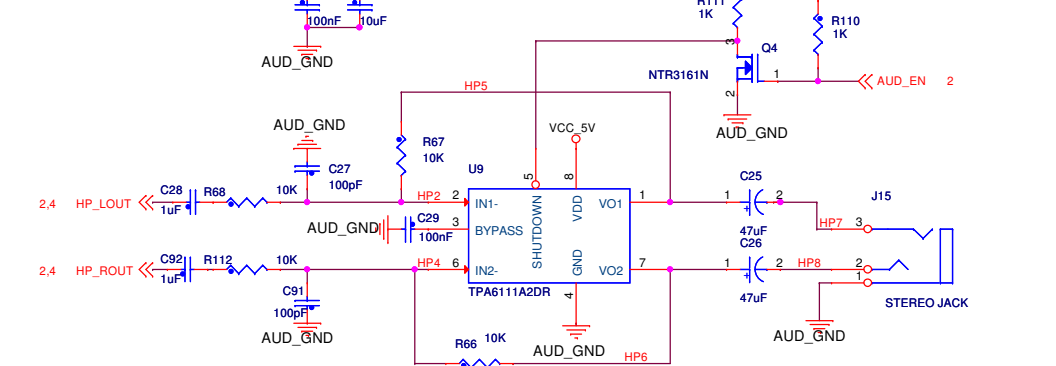 100nF
10uF
AUD_GND
R111
1K
R110
1K
3
Q4
NTR3161N
1
AUD_EN 2
2
AUD_GND
HP5
AUD_GND
VCC_5V
R67
10K
U9
C27
100pF
5
8
C28
1uF
R68
10K
2,4 HP_LOUT
HP2
2
IN1-
SHUTDOWN
VDD
VO1
1
C25
1
2
47uF
J15
AUD_GND
C29
100nF
3
BYPASS
HP7
3
C92
1uF
R112
10K
2,4 HP_ROUT
HP4
6
IN2-
GND
VO2
7
C26
1
2
47uF
HP8
2
1
TPA6111A2DR
STEREO JACK
C91
100pF
4
AUD_GND
AUD_GND
AUD_GND
R66
10K
HP6